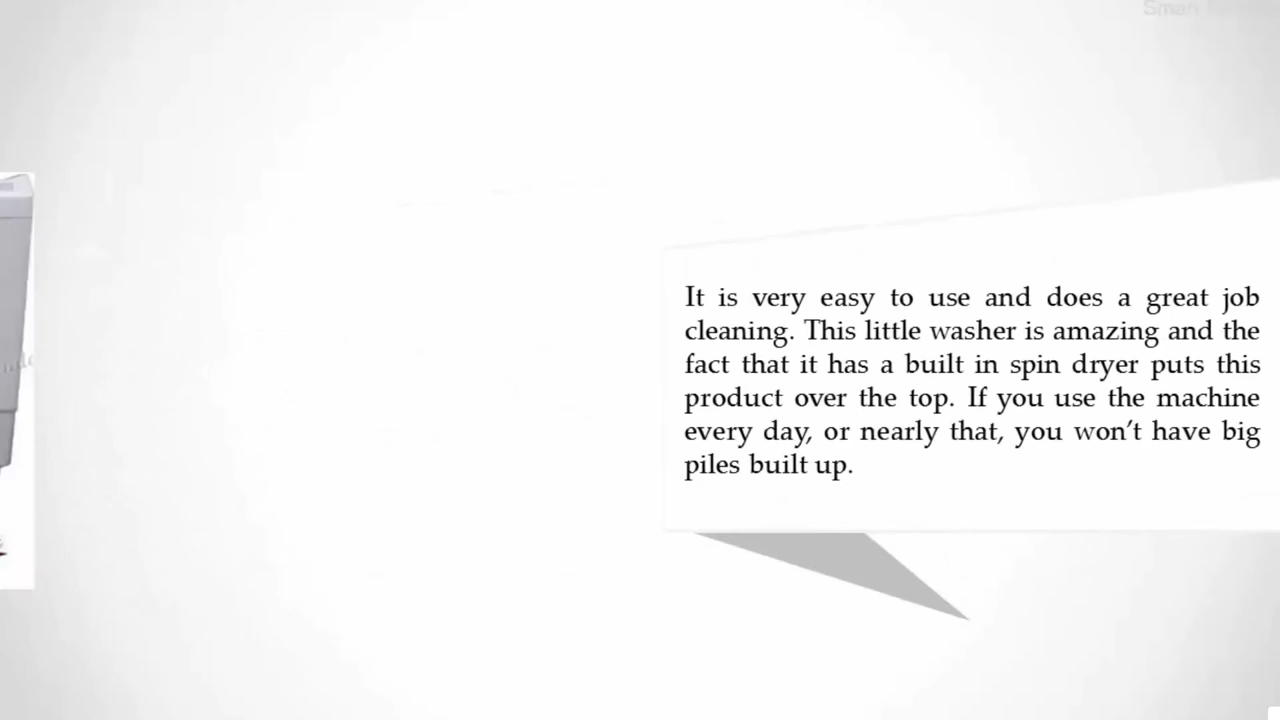 It is very easy to use and does a great job
cleaning. This little washer is amazing and the
fact that it has a built in spin dryer puts this
product over the top. If you use the machine
every day, or nearly that, you won't have big
piles built up.